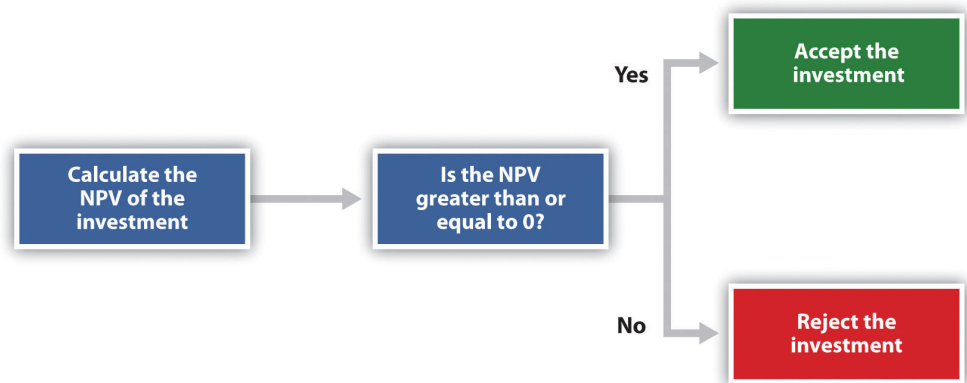 Calculate the
NPV of the
investment
Is the NPV
greater than or
equal to 0?
Yes
Accept the
investment
No
Reject the
investment